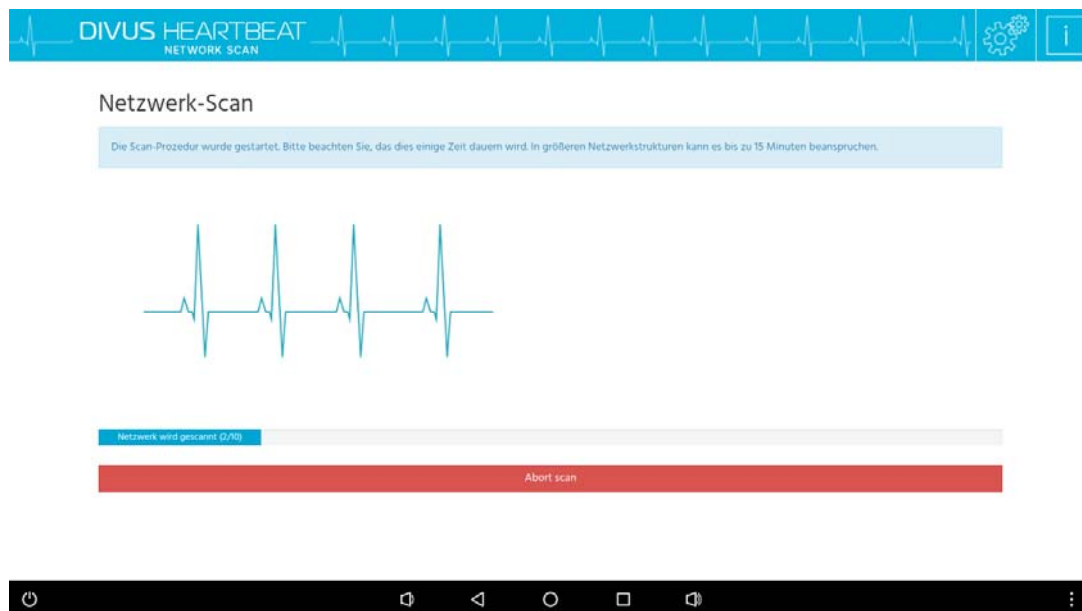 DIVUS HEARTBEAT
NETWORK SCAN
i
Netzwerk-Scan
Die Scan-Prozedur wurde gestartet. Bitte beachten Sie, das dies einige Zeit dauern wird. In größeren Netzwerkstrukturen kann es bis zu 15 Minuten beanspruchen.
Netzwerk wird gescannt (2/10)
Abort scan